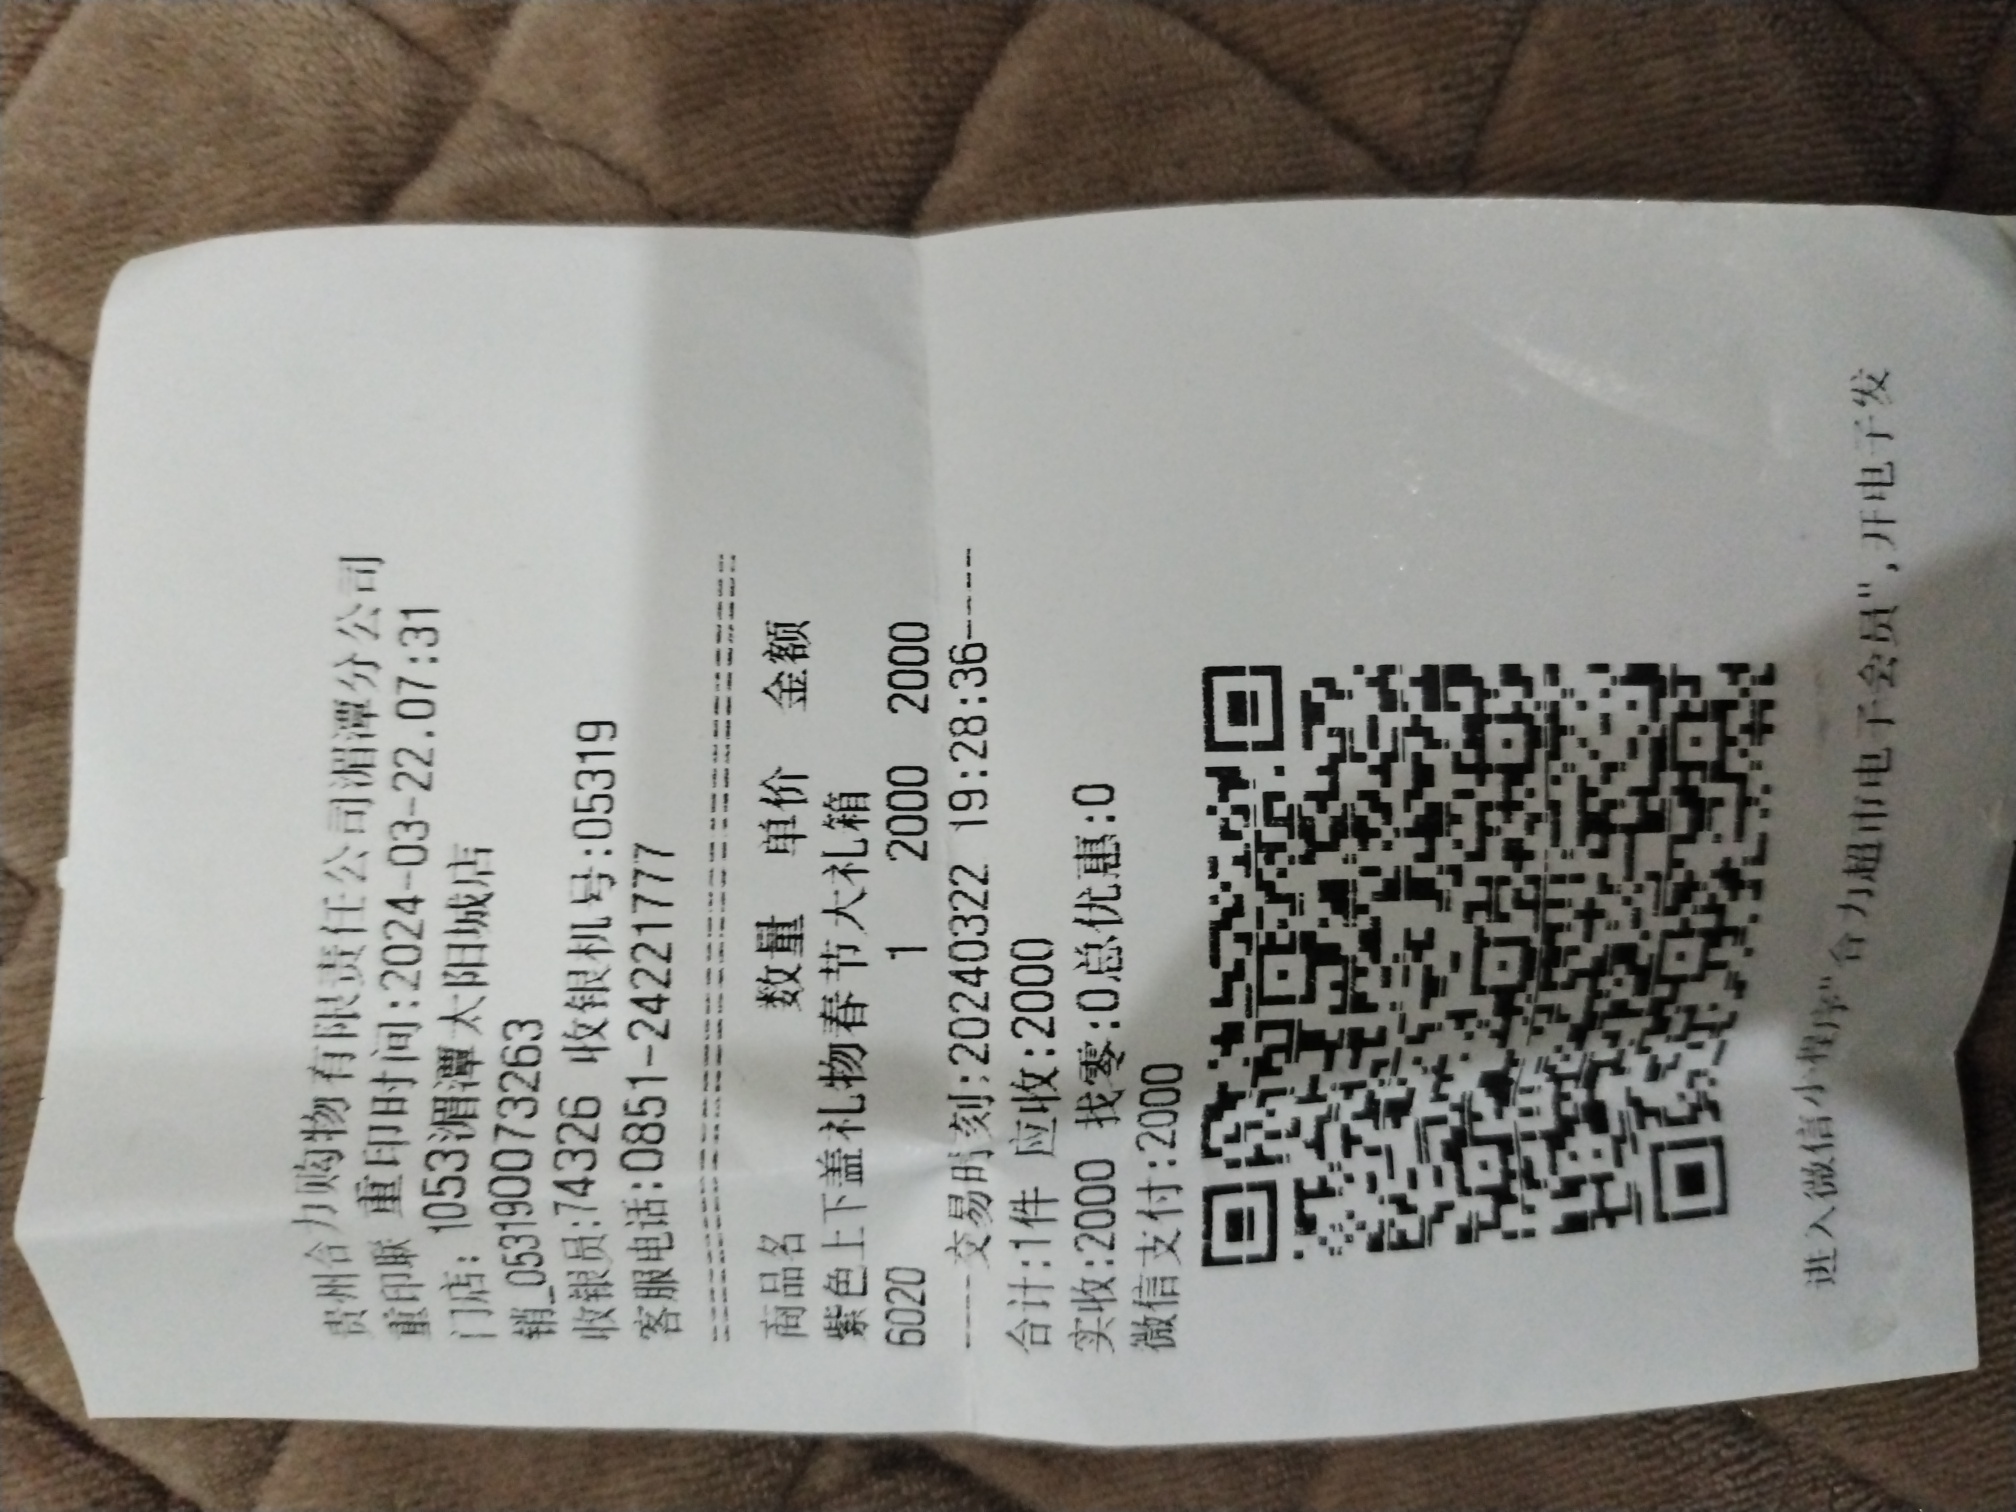 贵州合力购物有限责任公司湄潭分公司
重印联 重印时间:2024-03-22.07:31
门店: 1053湄潭太阳城店
销_05319007​3263
收银员:74326 收银机号:05319
客服电话:0851-24221777
商品名 数量 单价 金额
紫色上下盖礼物春节大礼箱
6020 1 2000 2000
----交易时刻:20240322 19:28:36----
合计:1件 应收:2000
实收:2000 找零:0总优惠:0
微信支付:2000
进入微信小程序"合力超市电子会员",开电子发